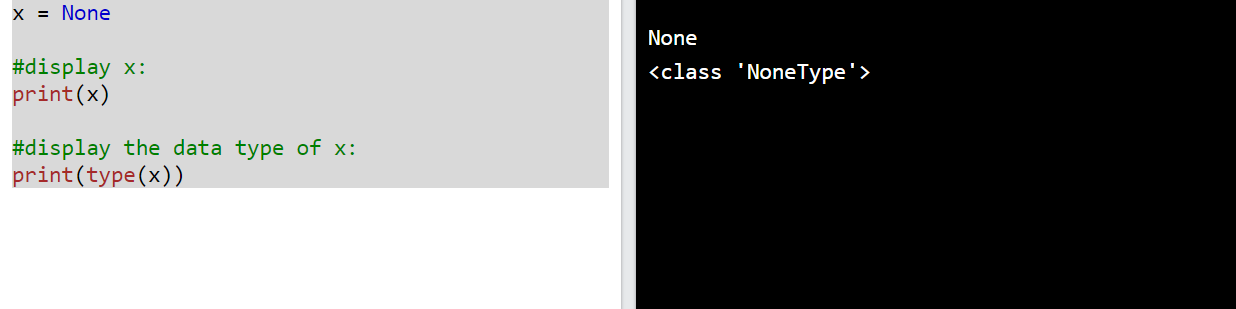 x = None
#display x:
print(x)
#display the data type of x:
print(type(x))
None
<class 'NoneType'>